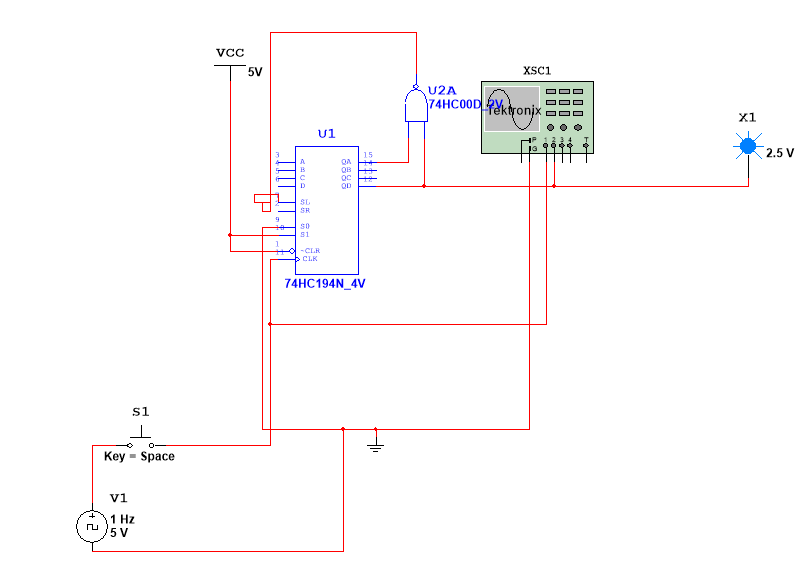 VCC
5V
XSC1
Tektronix
P
G
1 2 3 4 T
U2A
74HC00D_2V
X1
2.5 V
U1
3 A QA 15
4 B QB 14
5 C QC 13
6 D QD 12
SL
2 SR
9 S0
10 S1
1 ~CLR
11 CLK
74HC194N_4V
S1
Key = Space
V1
1 Hz
5 V